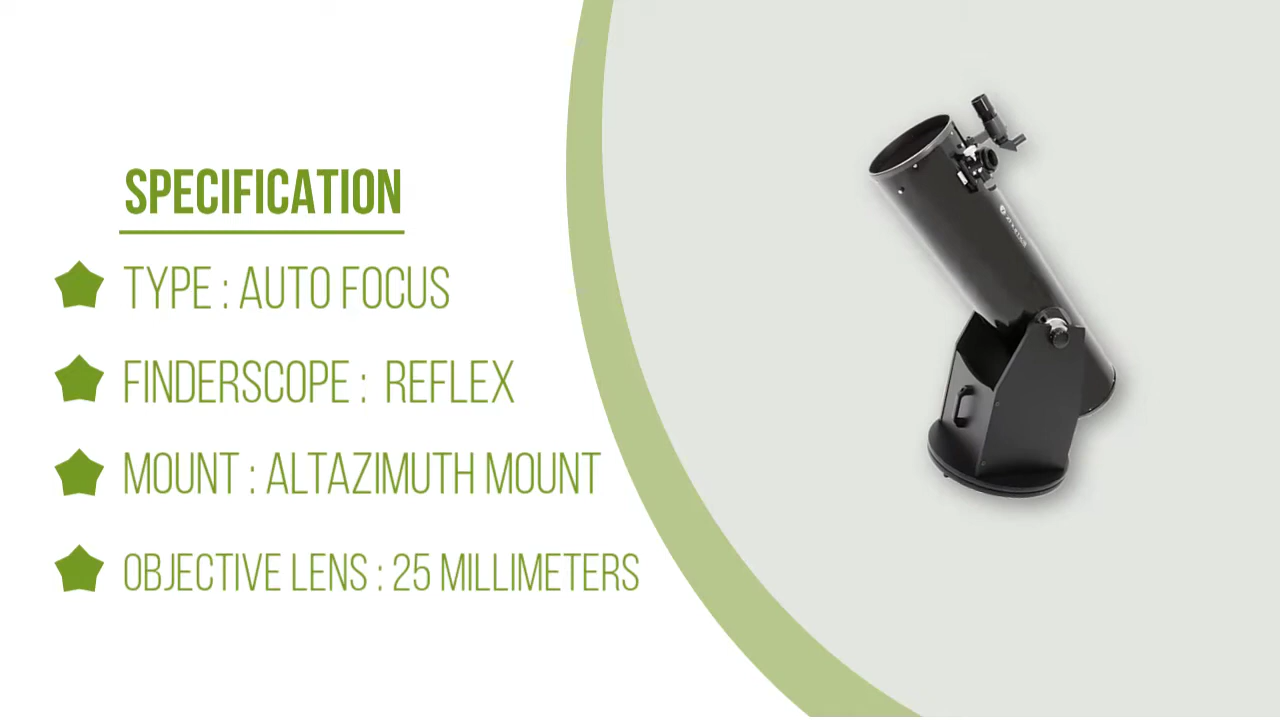 SPECIFICATION
TYPE : AUTO FOCUS
FINDERSCOPE : REFLEX
MOUNT : ALTAZIMUTH MOUNT
OBJECTIVE LENS : 25 MILLIMETERS